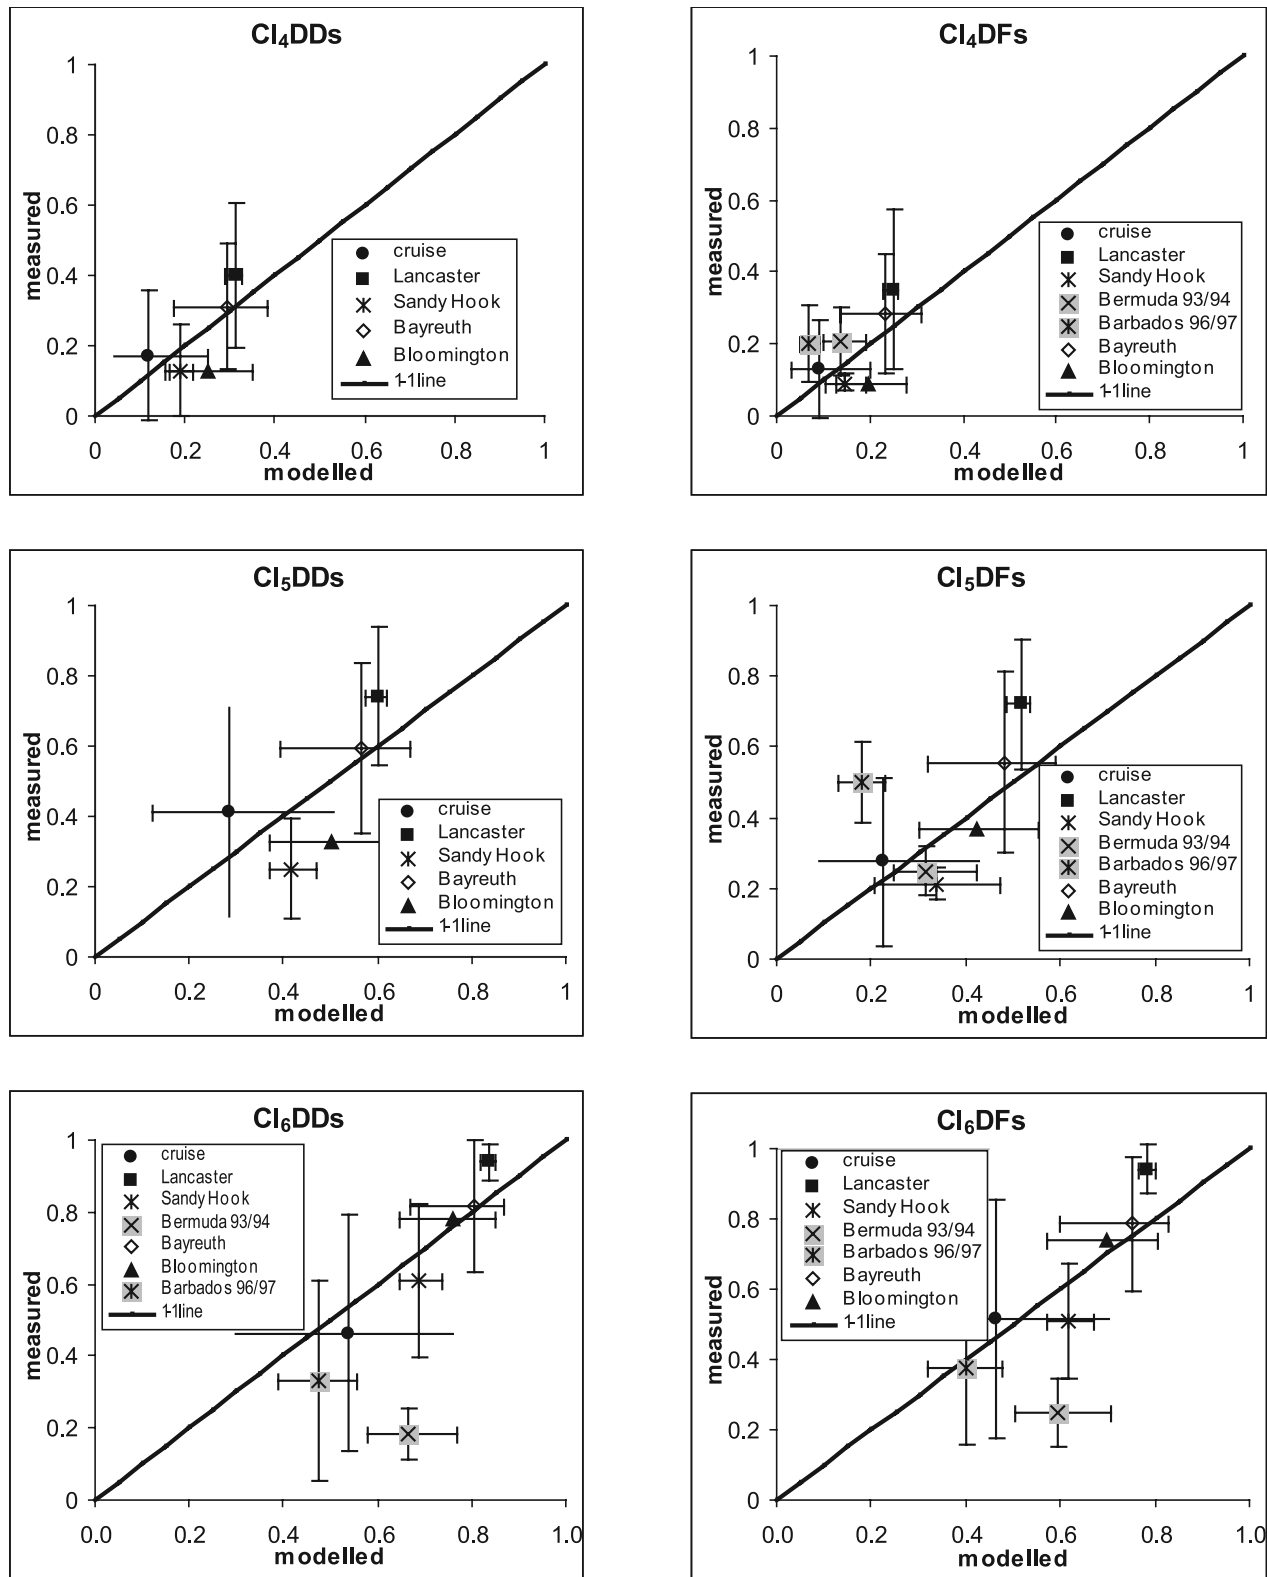 Cl4DDs
1
0.8
0.6
0.4
0.2
0
measured
cruise
Lancaster
Sandy Hook
Bayreuth
Bloomington
1-1line
0 0.2 0.4 0.6 0.8 1
modelled
Cl4DFs
1
0.8
0.6
0.4
0.2
0
measured
cruise
Lancaster
Sandy Hook
Bermuda 93/94
Barbados 96/97
Bayreuth
Bloomington
1-1line
0 0.2 0.4 0.6 0.8 1
modelled
Cl5DDs
1
0.8
0.6
0.4
0.2
0
measured
cruise
Lancaster
Sandy Hook
Bayreuth
Bloomington
1-1line
0 0.2 0.4 0.6 0.8 1
modelled
Cl5DFs
1
0.8
0.6
0.4
0.2
0
measured
cruise
Lancaster
Sandy Hook
Bermuda 93/94
Barbados 96/97
Bayreuth
Bloomington
1-1line
0 0.2 0.4 0.6 0.8 1
modelled
Cl6DDs
1
0.8
0.6
0.4
0.2
0
measured
cruise
Lancaster
Sandy Hook
Bermuda 93/94
Bayreuth
Bloomington
Barbados 96/97
1-1line
0.0 0.2 0.4 0.6 0.8 1.0
modelled
Cl6DFs
1
0.8
0.6
0.4
0.2
0
measured
cruise
Lancaster
Sandy Hook
Bermuda 93/94
Barbados 96/97
Bayreuth
Bloomington
1-1line
0.0 0.2 0.4 0.6 0.8 1.0
modelled